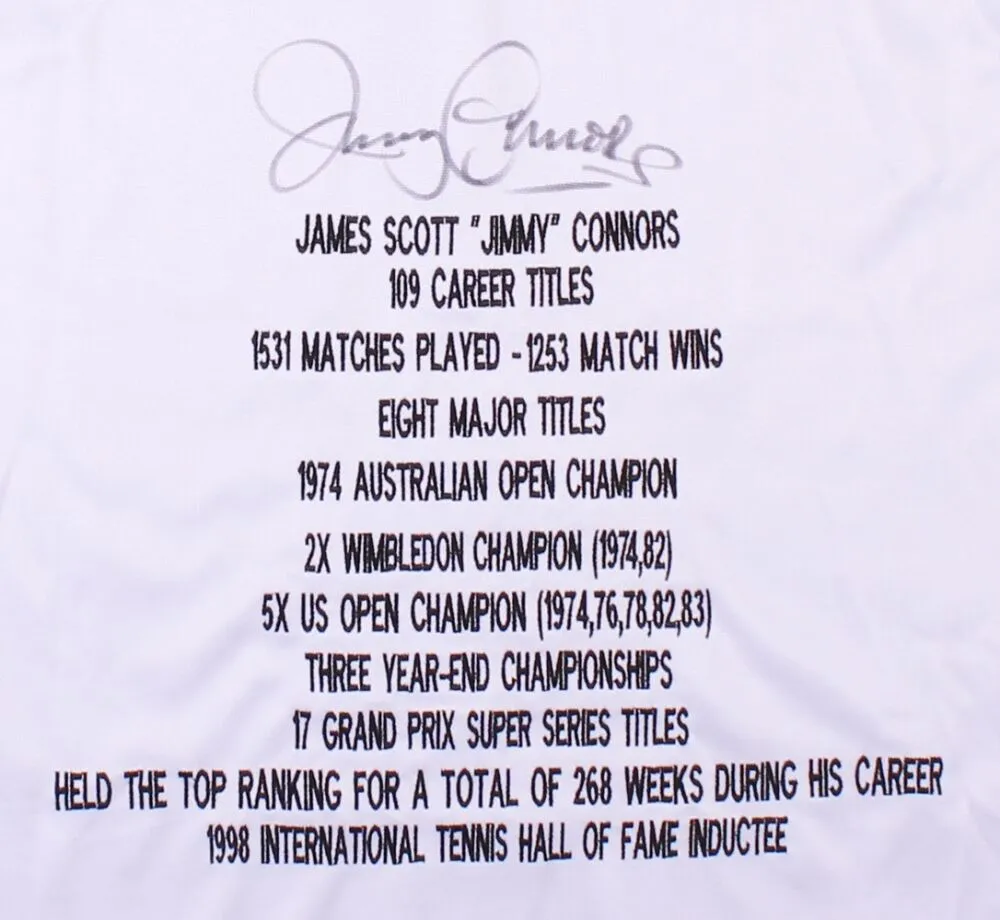 Jimmy Connors
JAMES SCOTT "JIMMY" CONNORS
109 CAREER TITLES
1531 MATCHES PLAYED - 1253 MATCH WINS
EIGHT MAJOR TITLES
1974 AUSTRALIAN OPEN CHAMPION
2X WIMBLEDON CHAMPION (1974,82)
5X US OPEN CHAMPION (1974,76,78,82,83)
THREE YEAR-END CHAMPIONSHIPS
17 GRAND PRIX SUPER SERIES TITLES
HELD THE TOP RANKING FOR A TOTAL OF 268 WEEKS DURING HIS CAREER
1998 INTERNATIONAL TENNIS HALL OF FAME INDUCTEE